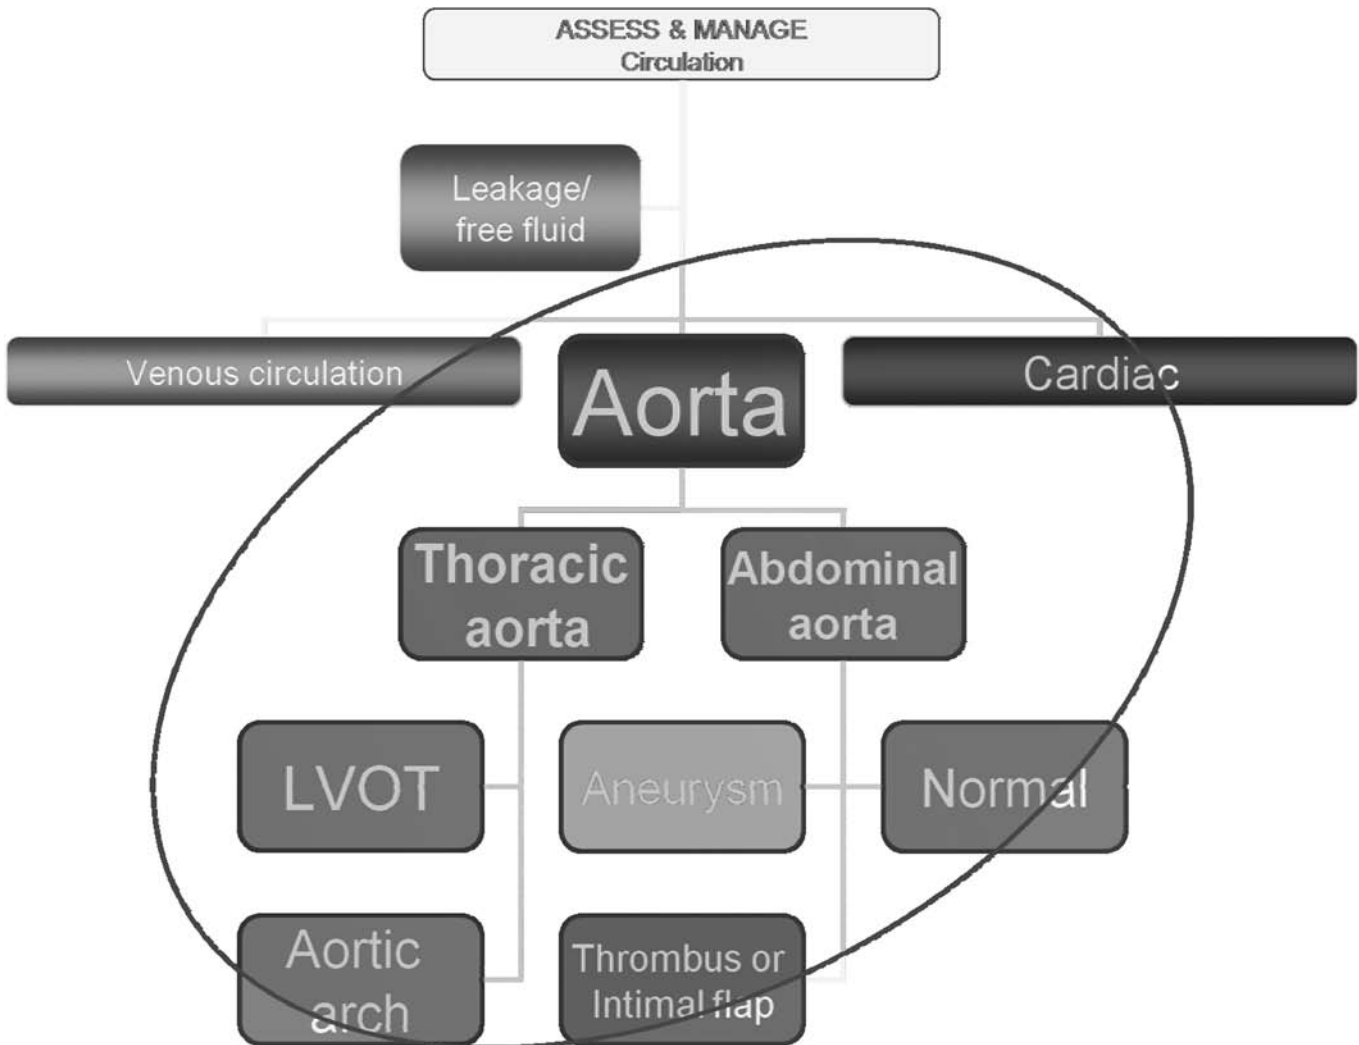 ASSESS & MANAGE
Circulation
Leakage/
free fluid
Venous circulation
Aorta
Cardiac
Thoracic
aorta
Abdominal
aorta
LVOT
Aneurysm
Normal
Aortic
arch
Thrombus or
Intimal flap